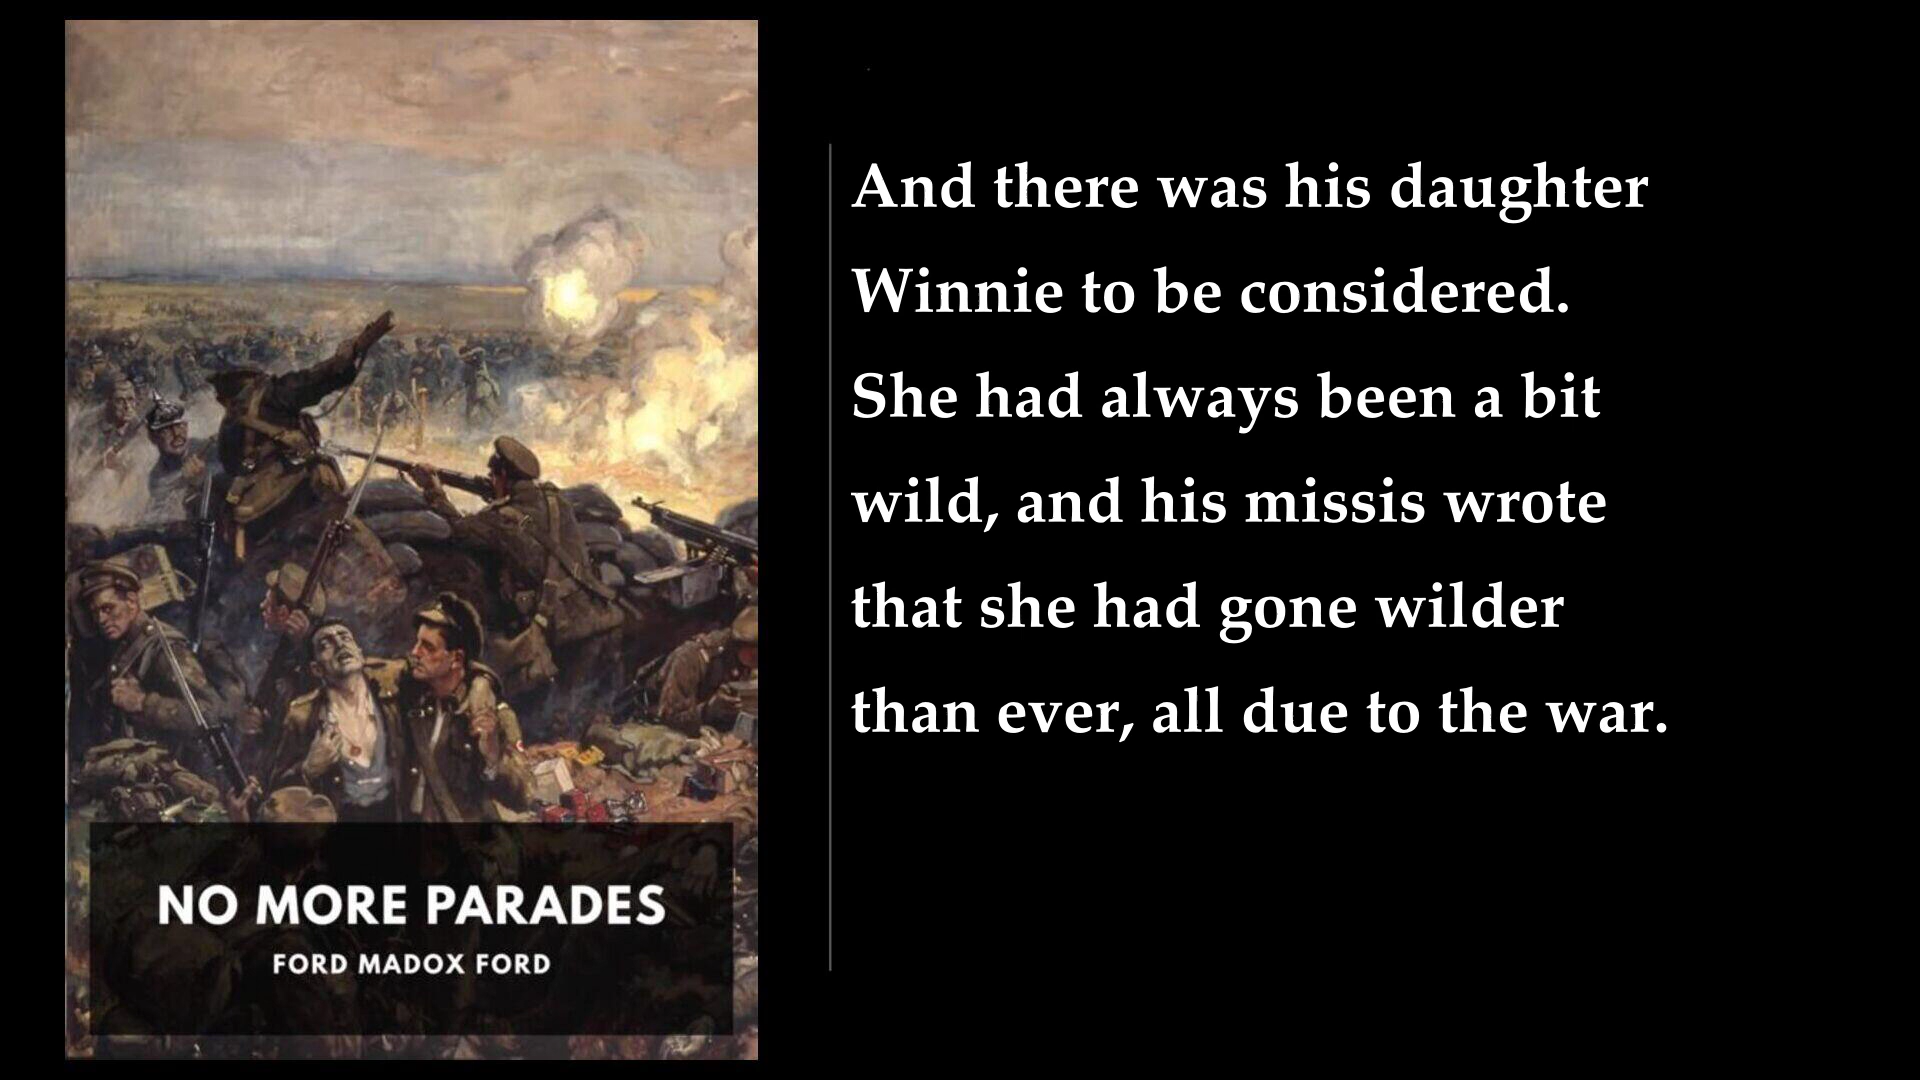 And there was his daughter
Winnie to be considered.
She had always been a bit
wild, and his missis wrote
that she had gone wilder
than ever, all due to the war.
NO MORE PARADES
FORD MADOX FORD